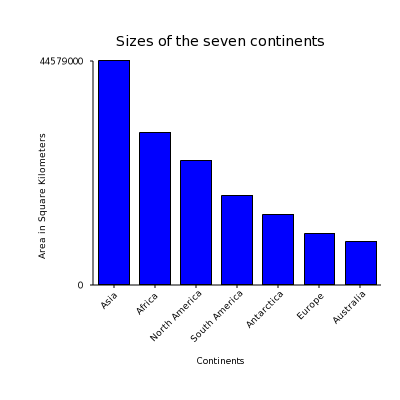 Sizes of the seven continents
44579000
Area in Square Kilometers
0
Asia
Africa
North America
South America
Antarctica
Europe
Australia
Continents